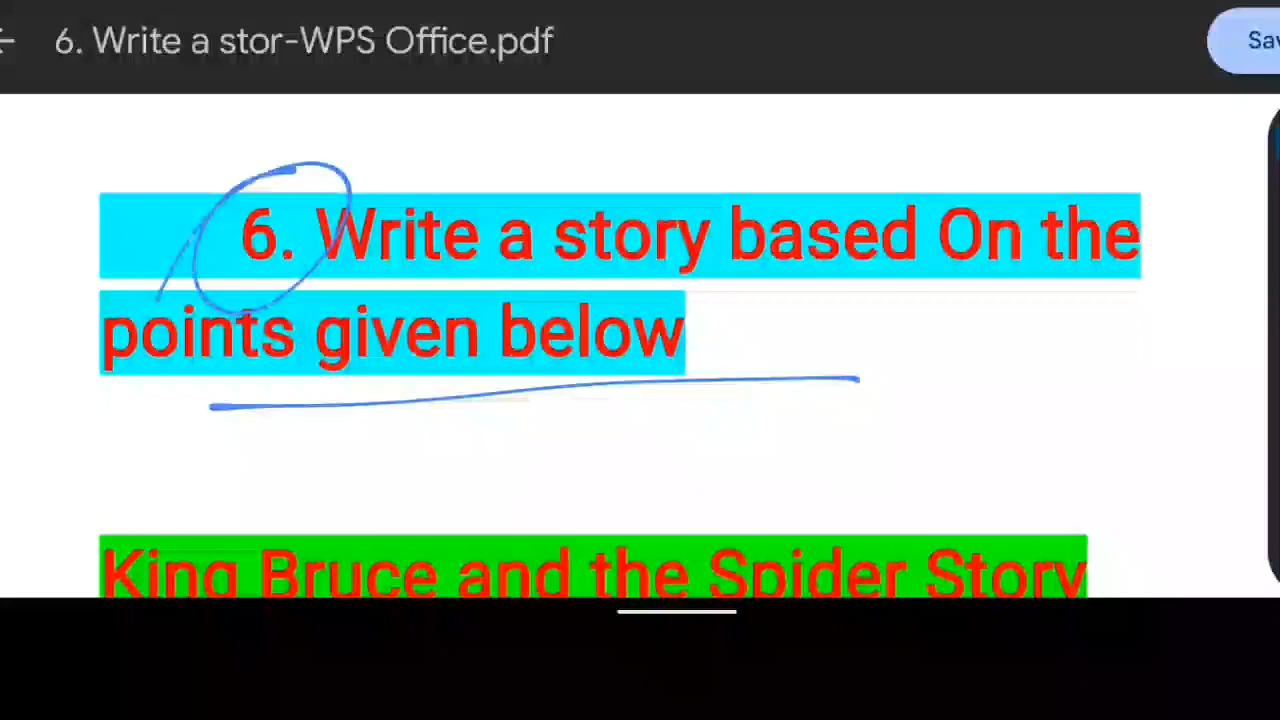 6. Write a stor-WPS Office.pdf
6. Write a story based On the
points given below
King Bruce and the Spider Story